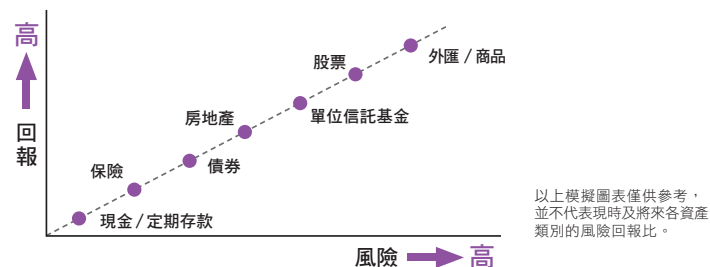 高
回報
外匯 / 商品
股票
單位信託基金
房地產
債券
保險
現金 / 定期存款
風險 高
以上模擬圖表僅供參考，
並不代表現時及將來各資產
類別的風險回報比。